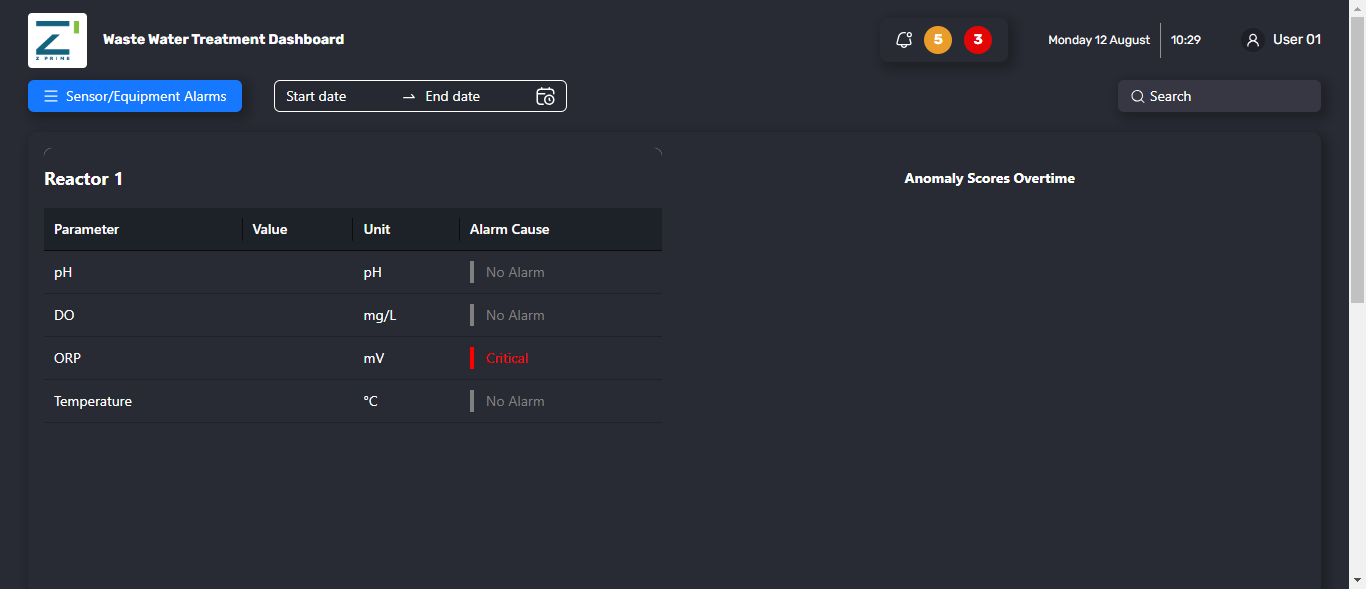 Z PRIME
Waste Water Treatment Dashboard
5 3
Monday 12 August 10:29
User 01
Sensor/Equipment Alarms
Start date → End date
Search
Reactor 1
Anomaly Scores Overtime
Parameter Value Unit Alarm Cause
pH pH No Alarm
DO mg/L No Alarm
ORP mV Critical
Temperature °C No Alarm